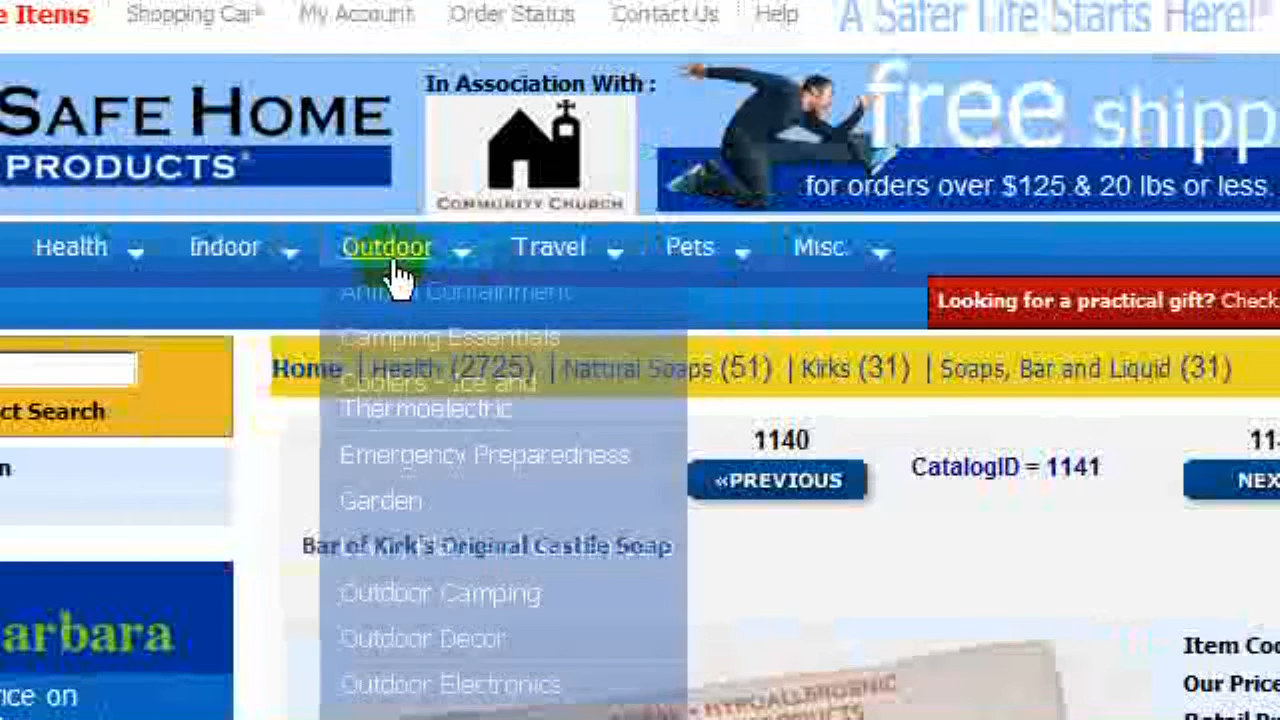 e Items Shopping Cart My Account Order Status Contact Us Help A Safer Life Starts Here!
SAFE HOME
PRODUCTS
In Association With :
COMMUNITY CHURCH
free shipp
for orders over $125 & 20 lbs or less.
Health Indoor Outdoor Travel Pets Misc.
Looking for a practical gift? Check
Animal Containment
Camping Essentials
Coolers - Ice and
Thermoelectric
Emergency Preparedness
Garden
Outdoor Camping
Outdoor Decor
Outdoor Electronics
Home | Health (2725) | Natural Soaps (51) | Kirks (31) | Soaps, Bar and Liquid (31)
ct Search
n
1140
«PREVIOUS
CatalogID = 1141
11
NEX
Bar of Kirk's Original Castile Soap
arbara
ice on
Item Cod
Our Price